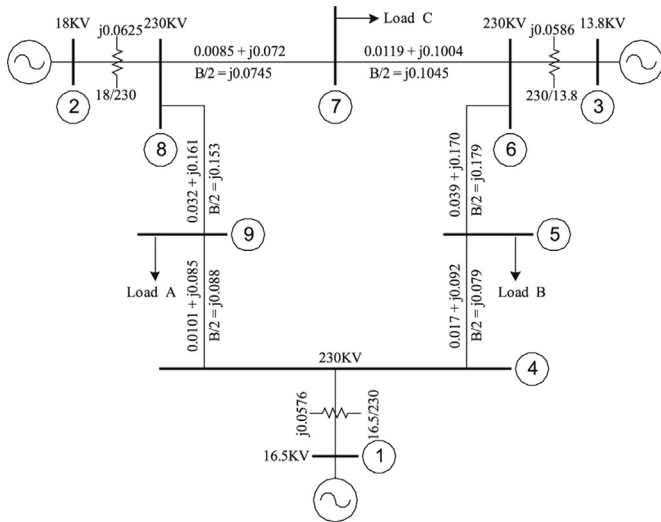 18KV
j0.0625
230KV
Load C
230KV
j0.0586
13.8KV
0.0085 + j0.072
0.0119 + j0.1004
B/2 = j0.0745
B/2 = j0.1045
18/230
230/13.8
2
7
3
8
6
0.032 + j0.161
B/2 = j0.153
0.039 + j0.170
B/2 = j0.179
9
5
Load A
Load B
0.0101 + j0.085
B/2 = j0.088
0.017 + j0.092
B/2 = j0.079
230KV
4
j0.0576
16.5/230
16.5KV
1